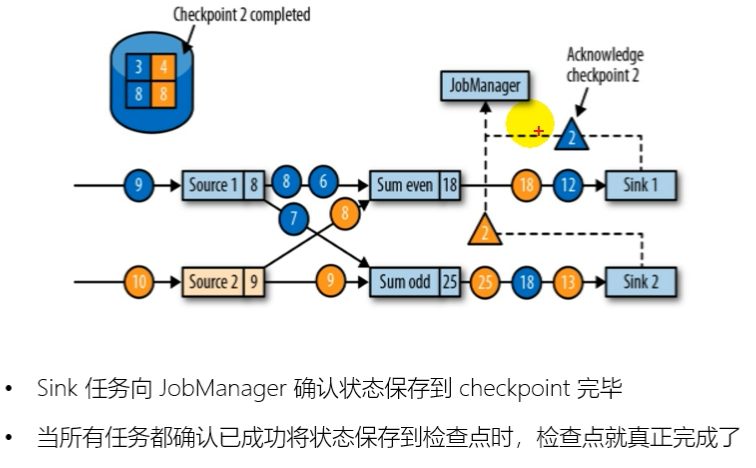 Checkpoint 2 completed
3 4
8 8
Acknowledge
checkpoint 2
JobManager
2
9 Source 1 8 8 6 Sum even 18 18 12 Sink 1
7 8
2
10 Source 2 9 9 Sum odd 25 25 18 13 Sink 2
• Sink 任务向 JobManager 确认状态保存到 checkpoint 完毕
• 当所有任务都确认已成功将状态保存到检查点时，检查点就真正完成了